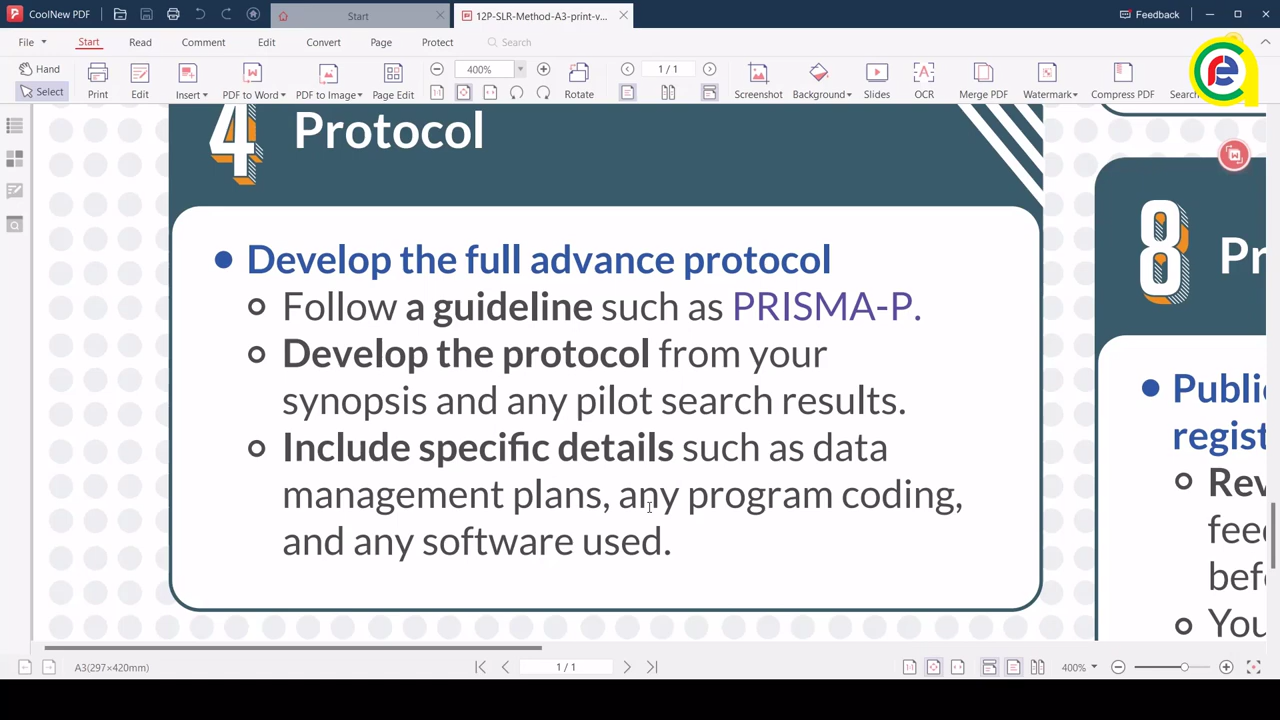 CoolNew PDF
Start
12P-SLR-Method-A3-print-v...
Feedback
File
Start
Read
Comment
Edit
Convert
Page
Protect
Search
Hand
Select
Print
Edit
Insert
PDF to Word
PDF to Image
Page Edit
400%
Rotate
1 / 1
Screenshot
Background
Slides
OCR
Merge PDF
Watermark
Compress PDF
Search
4 Protocol
Develop the full advance protocol
Follow a guideline such as PRISMA-P.
Develop the protocol from your
synopsis and any pilot search results.
Include specific details such as data
management plans, any program coding,
and any software used.
8 Pr
Public
regist
Rev
feed
befo
You
A3(297×420mm)
1 / 1
400%